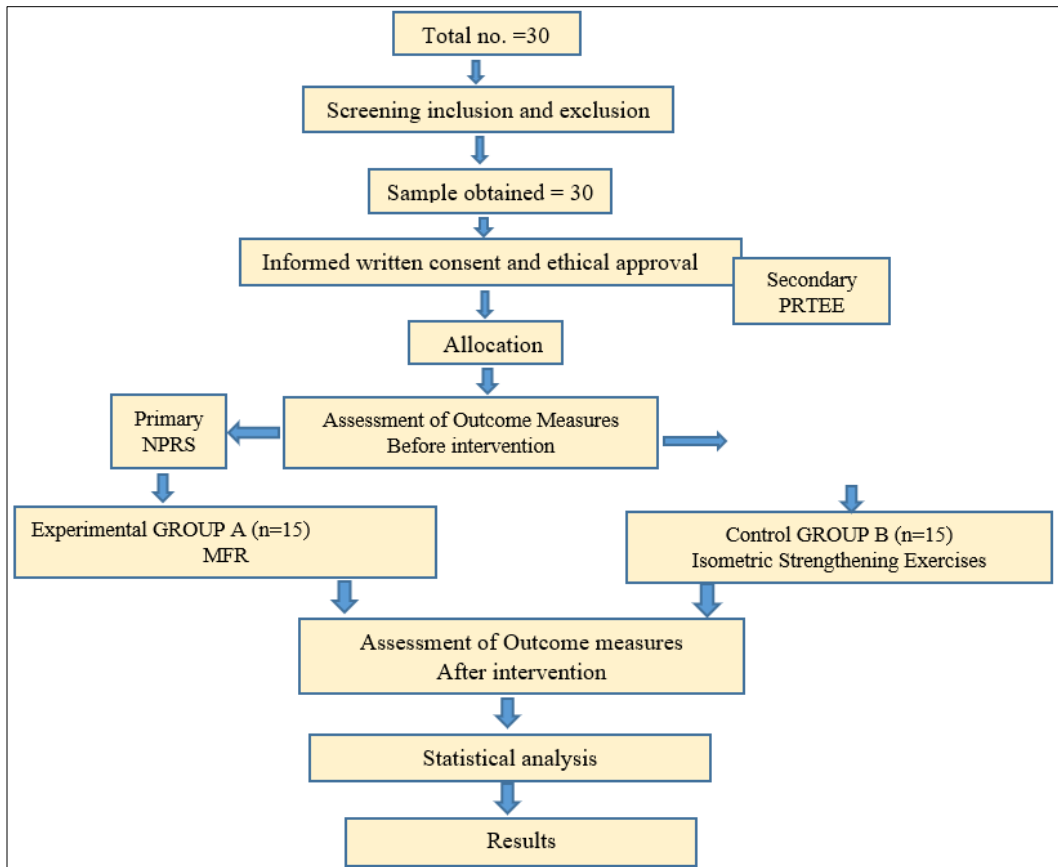 Total no. =30
Screening inclusion and exclusion
Sample obtained = 30
Informed written consent and ethical approval
Secondary
PRTEE
Allocation
Primary
NPRS
Assessment of Outcome Measures
Before intervention
Experimental GROUP A (n=15)
MFR
Control GROUP B (n=15)
Isometric Strengthening Exercises
Assessment of Outcome measures
After intervention
Statistical analysis
Results